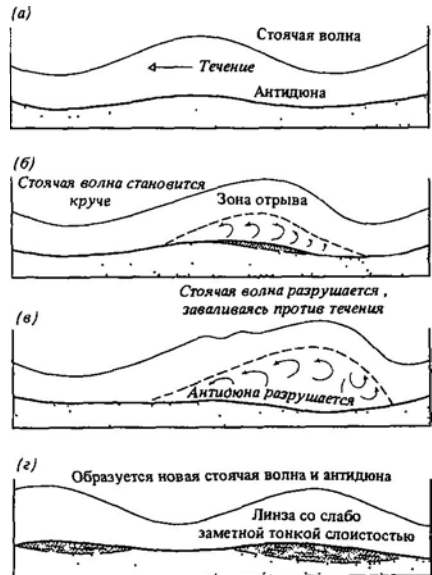 (а)
Стоячая волна
Течение
Антидюна
(б)
Стоячая волна становится
круче
Зона отрыва
Стоячая волна разрушается,
заваливаясь против течения
(в)
Антидюна разрушается
(г)
Образуется новая стоячая волна и антидюна
Линза со слабо
заметной тонкой слоистостью